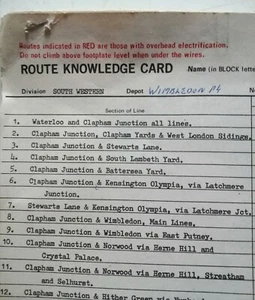 Routes indicated in RED are those with overhead electrification.
Do not climb above footplate level when under the wires.
ROUTE KNOWLEDGE CARD Name (in BLOCK lette
Division SOUTH WESTERN Depot WIMBLEDON P4 N
Section of Line
1. Waterloo and Clapham Junction all lines.
2. Clapham Junction, Clapham Yards & West London Sidings.
3. Clapham Junction & Stewarts Lane.
4. Clapham Junction & South Lambeth Yard.
5. Clapham Junction & Battersea Yard.
6. Clapham Junction & Kensington Olympia, via Latchmere
Junction.
7. Stewarts Lane & Kensington Olympia, via Latchmere Jct.
8. Clapham Junction & Wimbledon, Main Lines.
9. Clapham Junction & Wimbledon via East Putney.
10. Clapham Junction & Norwood via Herne Hill and
Crystal Palace.
11. Clapham Junction & Norwood via Herne Hill, Streatham
and Selhurst.
12. Clapham Junction & Hither Green via